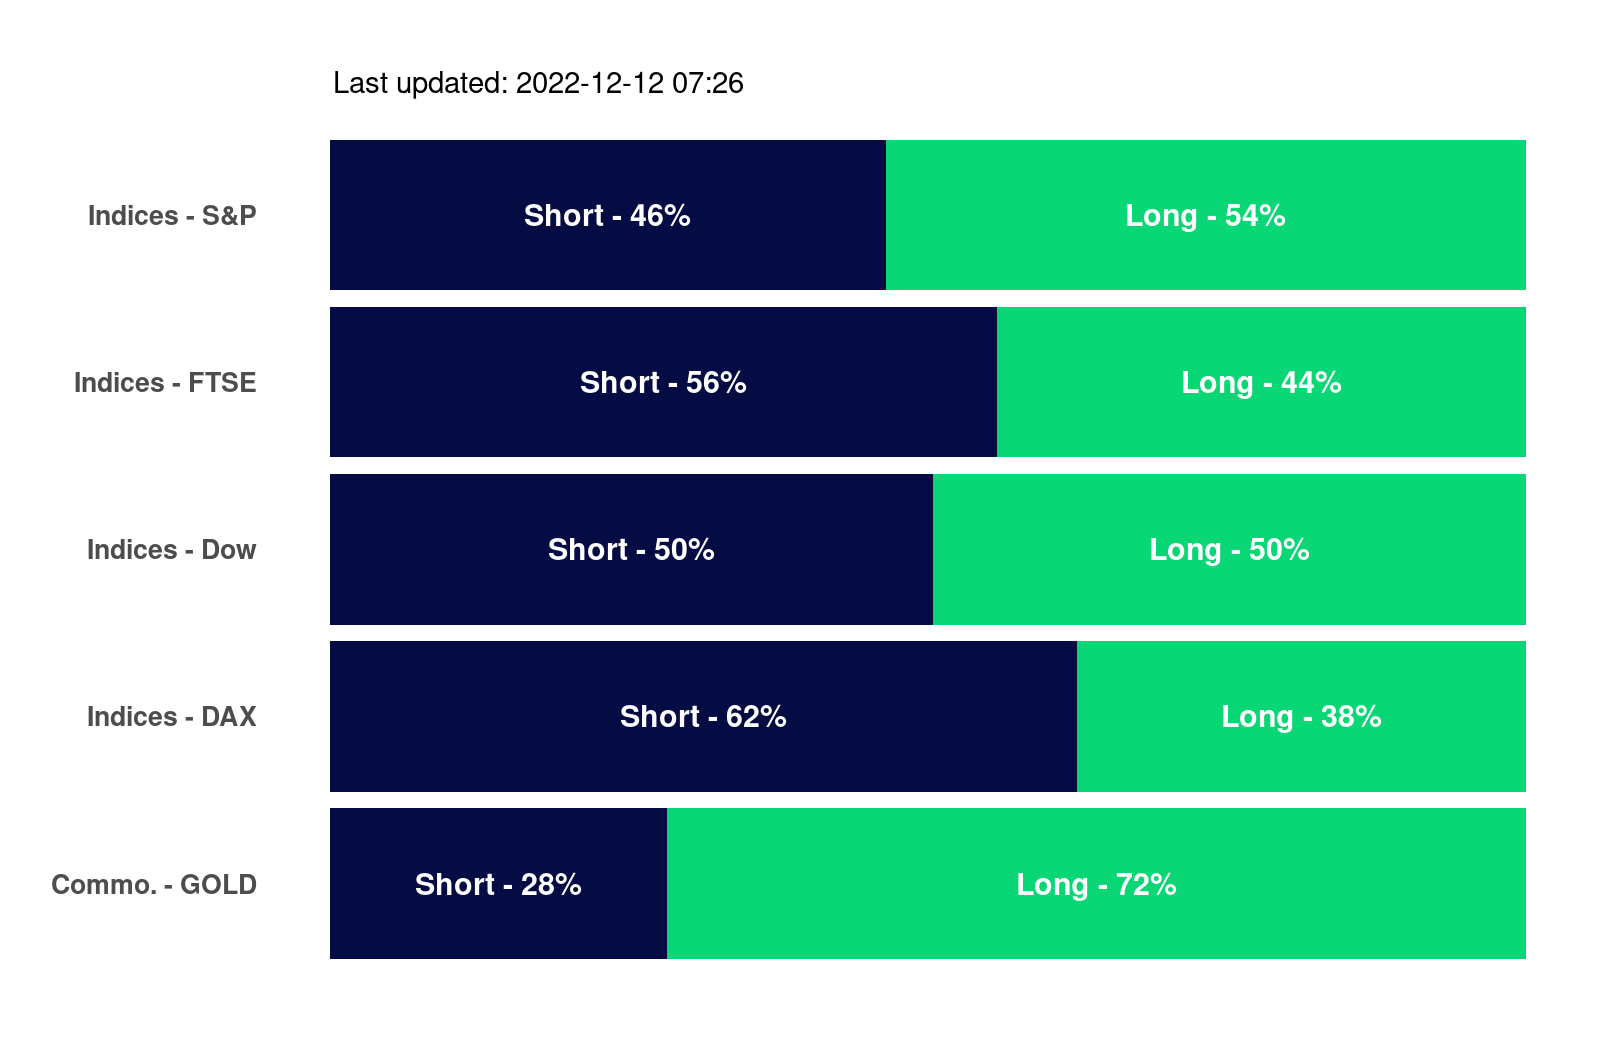 Last updated: 2022-12-12 07:26
Indices - S&P Short - 46% Long - 54%
Indices - FTSE Short - 56% Long - 44%
Indices - Dow Short - 50% Long - 50%
Indices - DAX Short - 62% Long - 38%
Commo. - GOLD Short - 28% Long - 72%